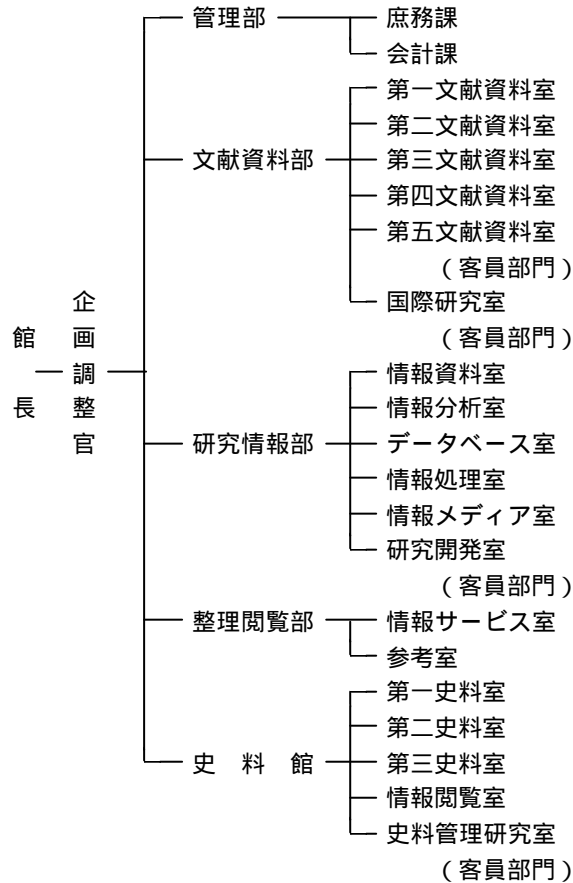 館長
企画調整官
管理部
庶務課
会計課
文献資料部
第一文献資料室
第二文献資料室
第三文献資料室
第四文献資料室
第五文献資料室
（客員部門）
国際研究室
（客員部門）
研究情報部
情報資料室
情報分析室
データベース室
情報処理室
情報メディア室
研究開発室
（客員部門）
整理閲覧部
情報サービス室
参考室
史料館
第一史料室
第二史料室
第三史料室
情報閲覧室
史料管理研究室
（客員部門）